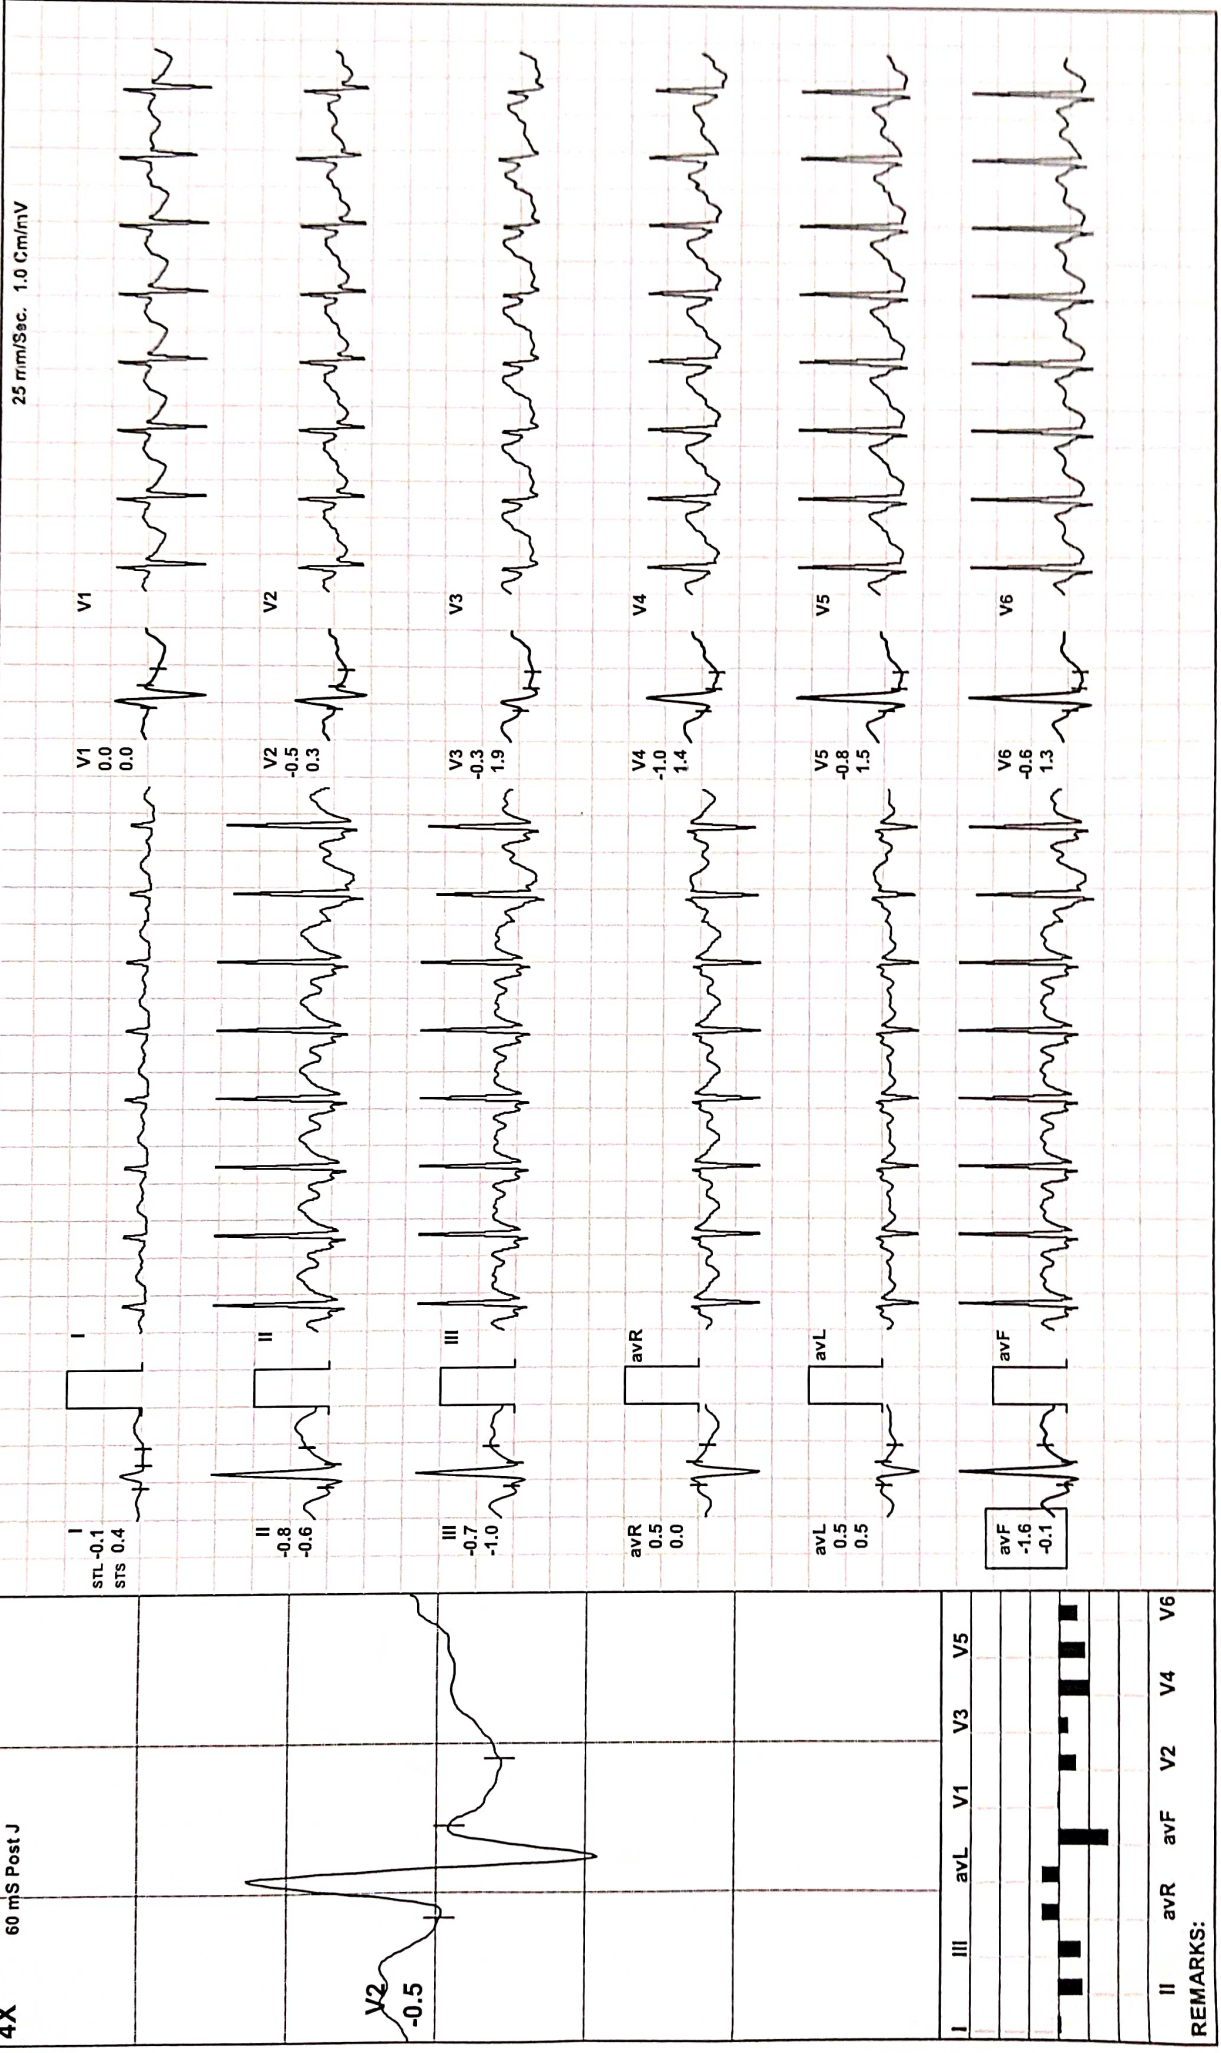 4X
60 mS Post J
25 mm/Sec. 1.0 Cm/mV
V2
-0.5
I
STL -0.1
STS 0.4
I
V1
0.0
0.0
V1
II
-0.8
-0.6
II
V2
-0.5
0.3
V2
III
-0.7
-1.0
III
V3
-0.3
1.9
V3
avR
0.5
0.0
avR
V4
-1.0
1.4
V4
avL
0.5
0.5
avL
V5
-0.8
1.5
V5
avF
-1.6
-0.1
avF
V6
-0.6
1.3
V6
I III avL V1 V3 V5
II avR avF V2 V4 V6
REMARKS: